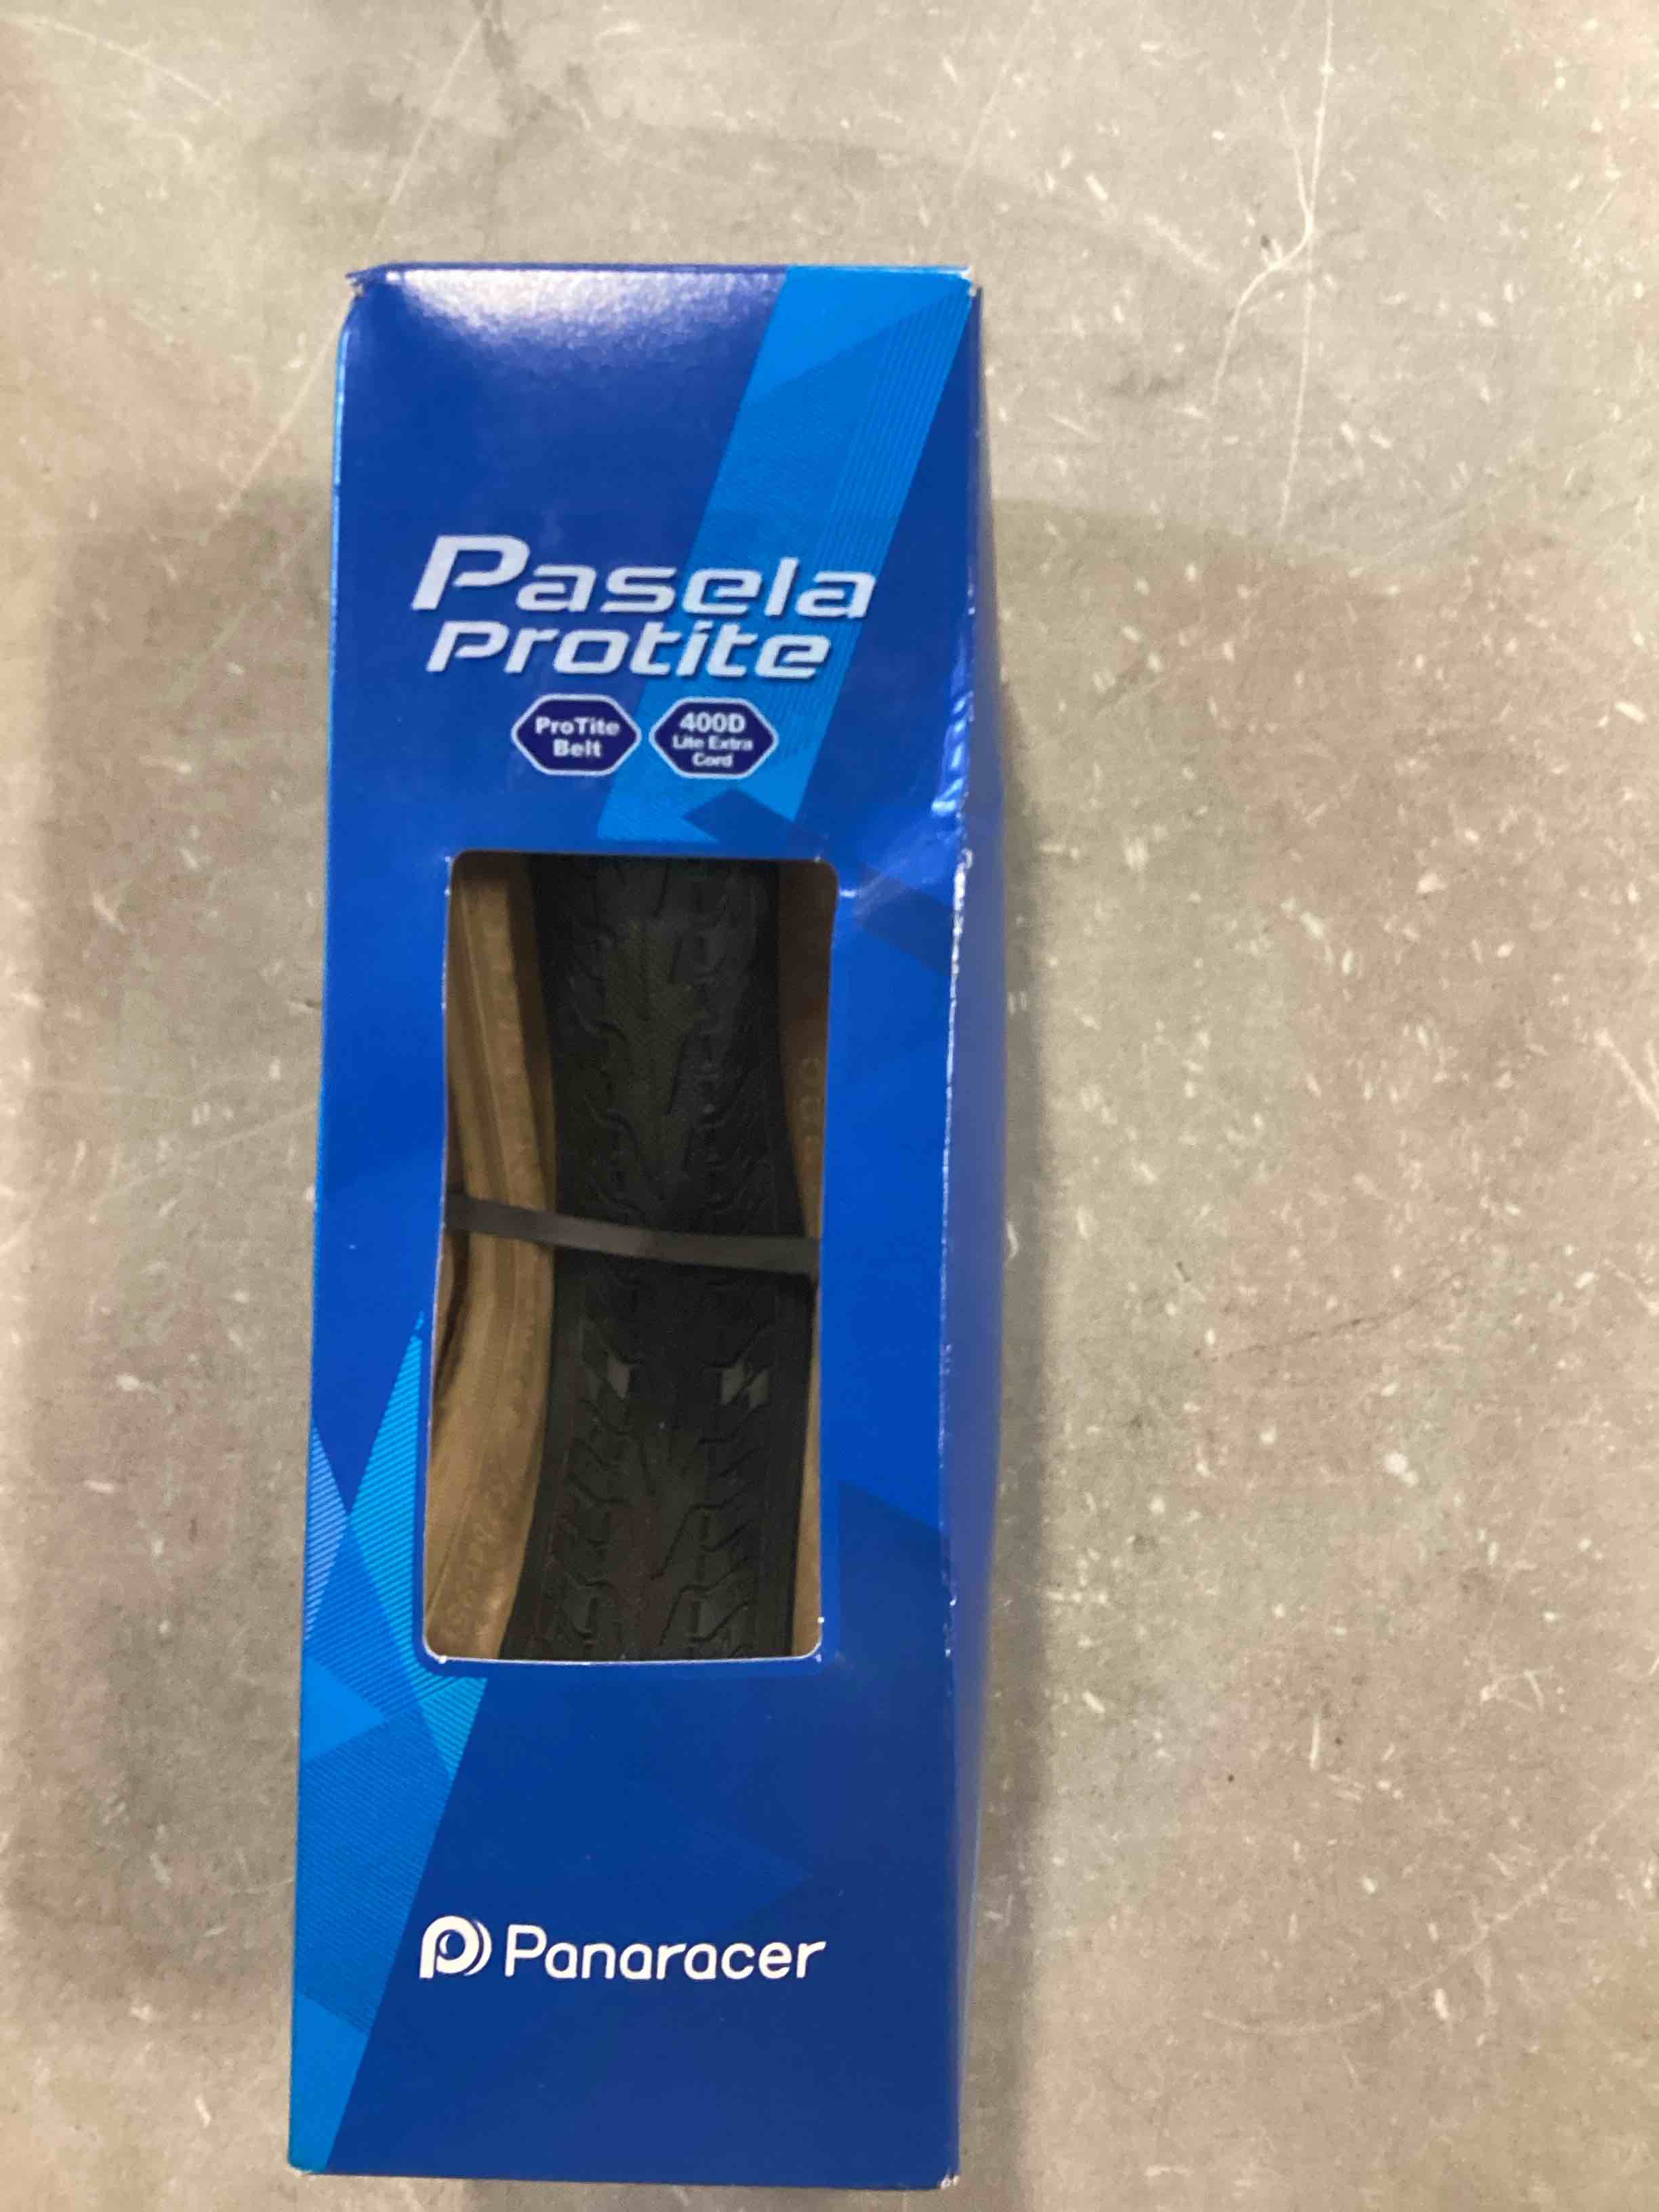 Pasela
ProTite
ProTite
Belt
400D
Lite Extra
Cord
Panaracer